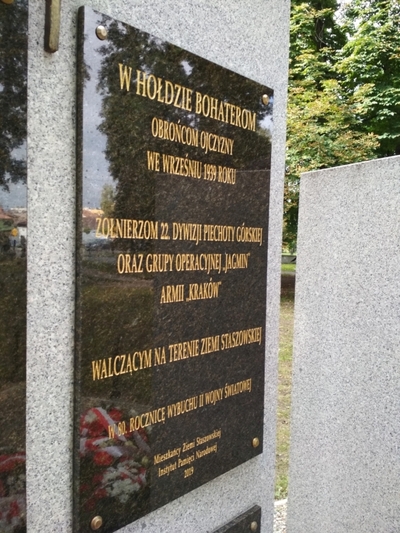 W HOŁDZIE BOHATEROM
OBROŃCOM OJCZYZNY
WE WRZEŚNIU 1939 ROKU
ŻOŁNIERZOM 22. DYWIZJI PIECHOTY GÓRSKIEJ
ORAZ GRUPY OPERACYJNEJ „JAGMIN"
ARMII „KRAKÓW"
WALCZĄCYM NA TERENIE ZIEMI STASZOWSKIEJ
W 80. ROCZNICĘ WYBUCHU II WOJNY ŚWIATOWEJ
Mieszkańcy Ziemi Staszowskiej
Instytut Pamięci Narodowej
2019